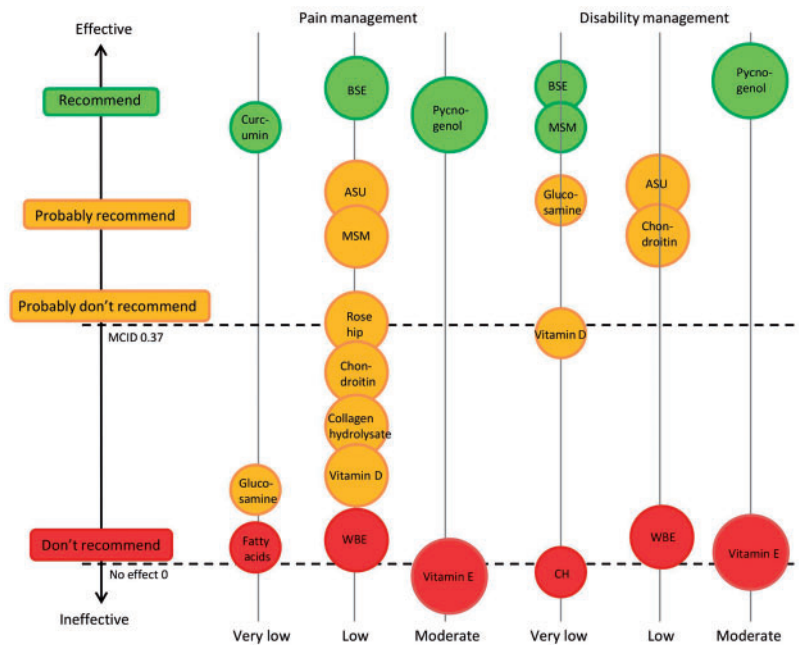 Pain management
Disability management
Effective
Recommend
Probably recommend
Probably don't recommend
MCID 0.37
Don't recommend
No effect 0
Ineffective
Curc-
umin
Gluco-
samine
Fatty
acids
Very low
BSE
ASU
MSM
Rose
hip
Chon-
droitin
Collagen
hydrolysate
Vitamin D
WBE
Low
Pycno-
genol
Vitamin E
Moderate
BSE
MSM
Gluco-
samine
Vitamin D
CH
Very low
ASU
Chon-
droitin
WBE
Low
Pycno-
genol
Vitamin E
Moderate